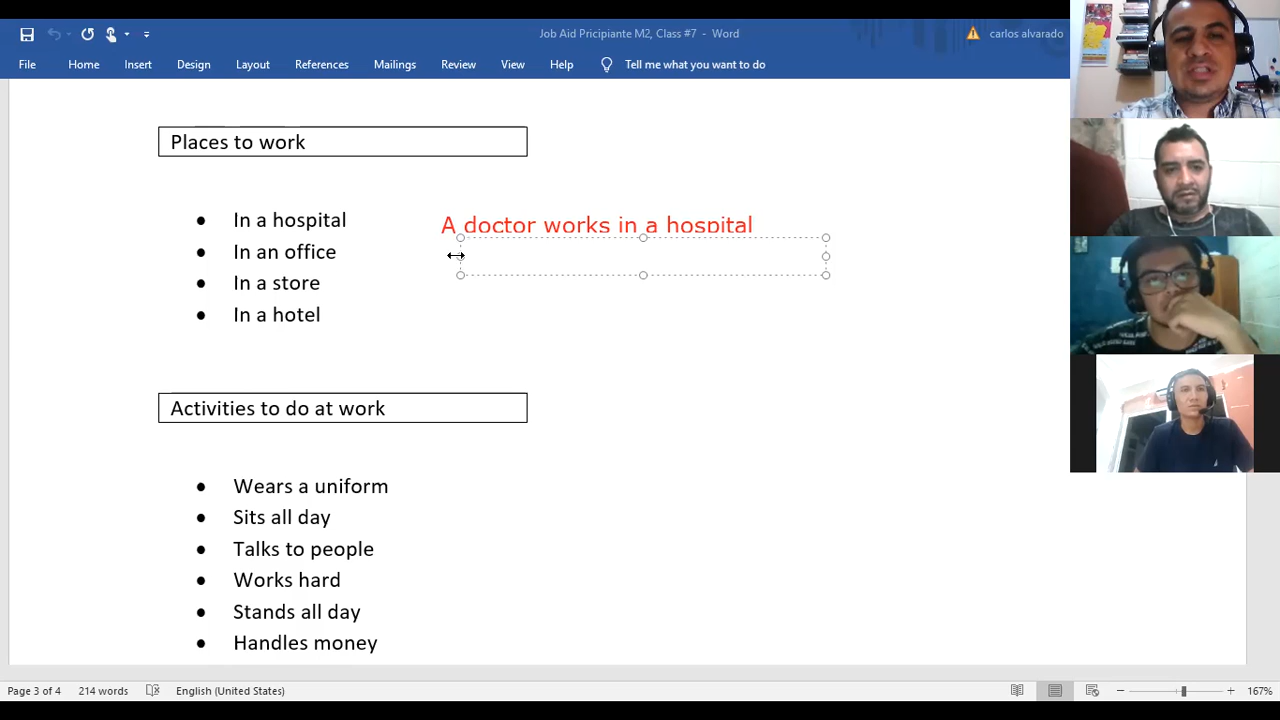 Job Aid Pricipiante M2, Class #7 - Word
carlos alvarado
File Home Insert Design Layout References Mailings Review View Help Tell me what you want to do
Places to work
In a hospital
A doctor works in a hospital
In an office
In a store
In a hotel
Activities to do at work
Wears a uniform
Sits all day
Talks to people
Works hard
Stands all day
Handles money
Page 3 of 4 214 words English (United States) 167%